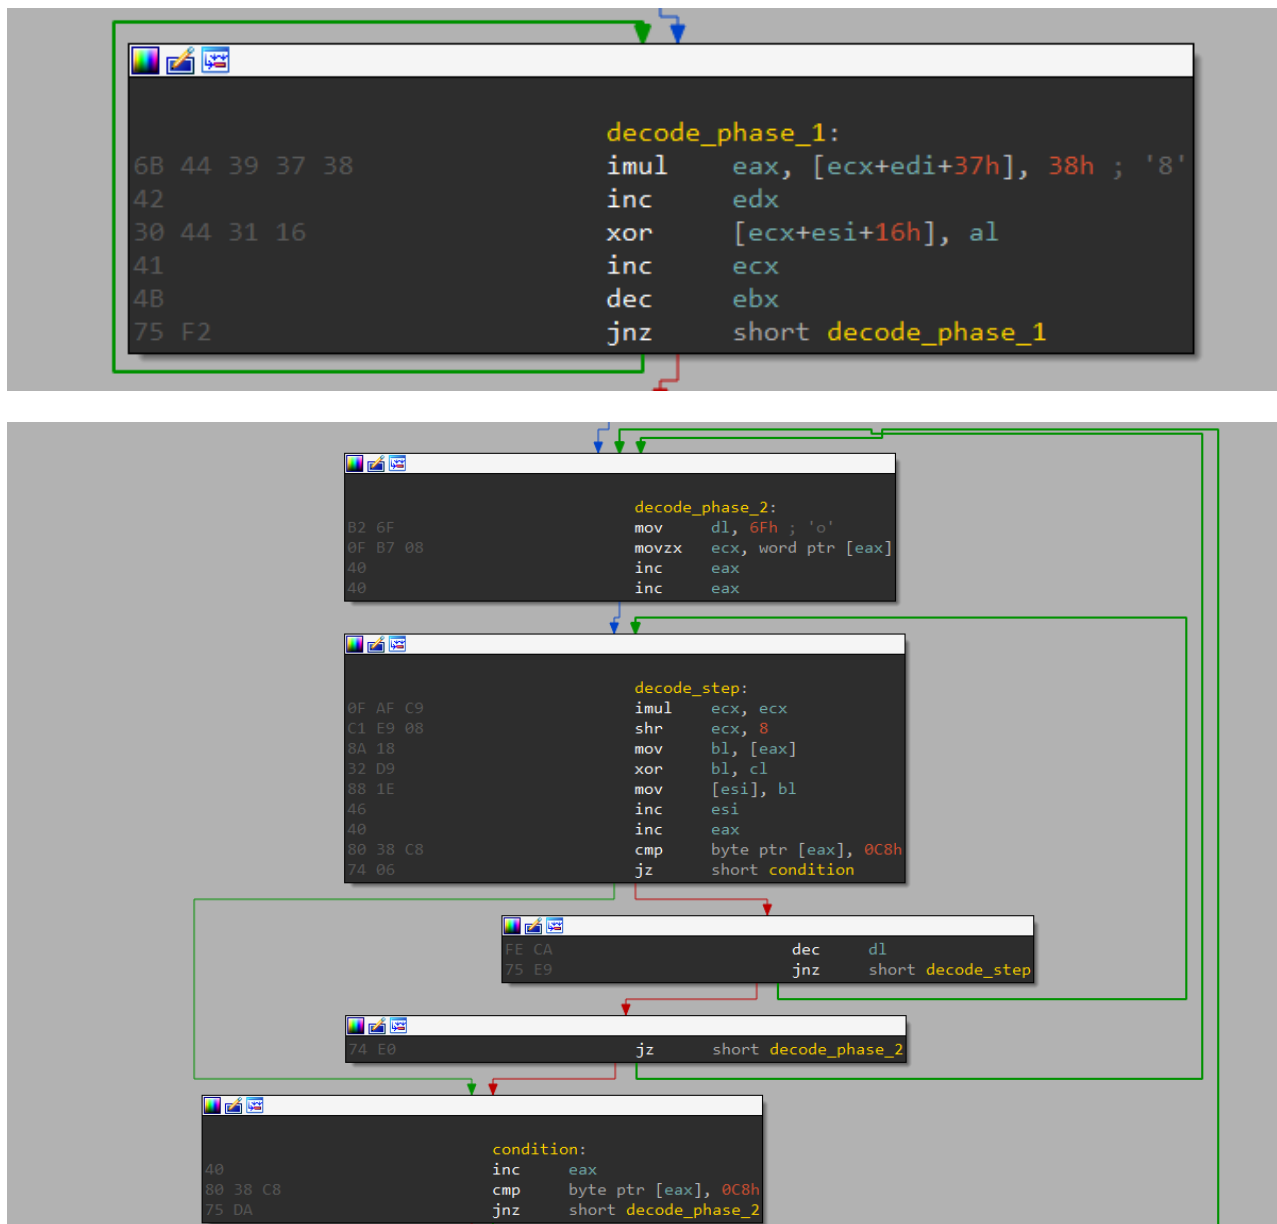 decode_phase_1:
6B 44 39 37 38 imul eax, [ecx+edi+37h], 38h ; '8'
42 inc edx
30 44 31 16 xor [ecx+esi+16h], al
41 inc ecx
4B dec ebx
75 F2 jnz short decode_phase_1
decode_phase_2:
B2 6F mov dl, 6Fh ; 'o'
0F B7 08 movzx ecx, word ptr [eax]
40 inc eax
40 inc eax
decode_step:
0F AF C9 imul ecx, ecx
C1 E9 08 shr ecx, 8
8A 18 mov bl, [eax]
32 D9 xor bl, cl
88 1E mov [esi], bl
46 inc esi
40 inc eax
80 38 C8 cmp byte ptr [eax], 0C8h
74 06 jz short condition
FE CA dec dl
75 E9 jnz short decode_step
74 E0 jz short decode_phase_2
condition:
40 inc eax
80 38 C8 cmp byte ptr [eax], 0C8h
75 DA jnz short decode_phase_2